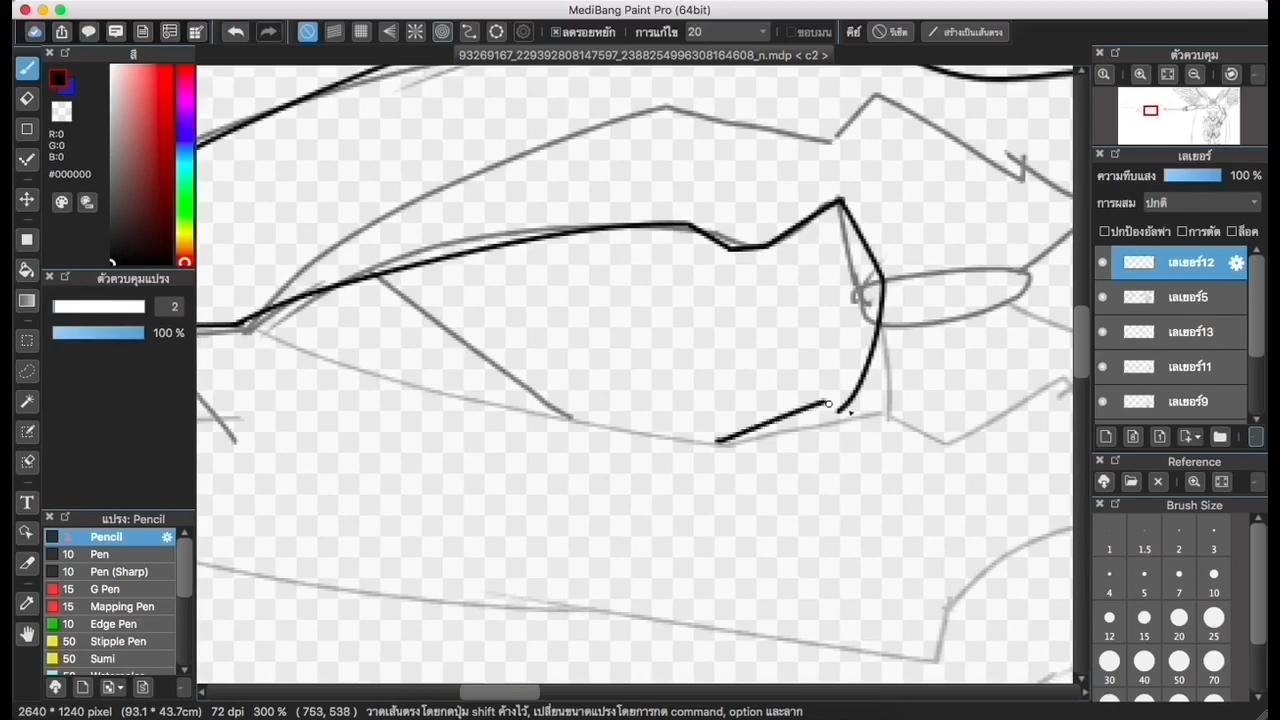 MediBang Paint Pro (64bit)
ลดรอยหยัก การแก้ไข 20 ขอบมน คีย์ รีเซ็ต สร้างเป็นเส้นตรง
93269167_229392808147597_2388254996308164608_n.mdp < c2 >
สี
R:0
G:0
B:0
#000000
ตัวควบคุมแปรง
2
100 %
แปรง: Pencil
Pencil
10 Pen
10 Pen (Sharp)
15 G Pen
15 Mapping Pen
10 Edge Pen
50 Stipple Pen
50 Sumi
ตัวควบคุม
เลเยอร์
ความทึบแสง 100 %
การผสม ปกติ
ปกป้องอัลฟา การตัด ล็อค
เลเยอร์12
เลเยอร์5
เลเยอร์13
เลเยอร์11
เลเยอร์9
Reference
Brush Size
1 1.5 2 3
4 5 7 10
12 15 20 25
30 40 50 70
2640 * 1240 pixel (93.1 * 43.7cm) 72 dpi 300 % ( 753, 538 ) วาดเส้นตรงโดยกดปุ่ม shift ค้างไว้, เปลี่ยนขนาดแปรงโดยการกด command, option และลาก